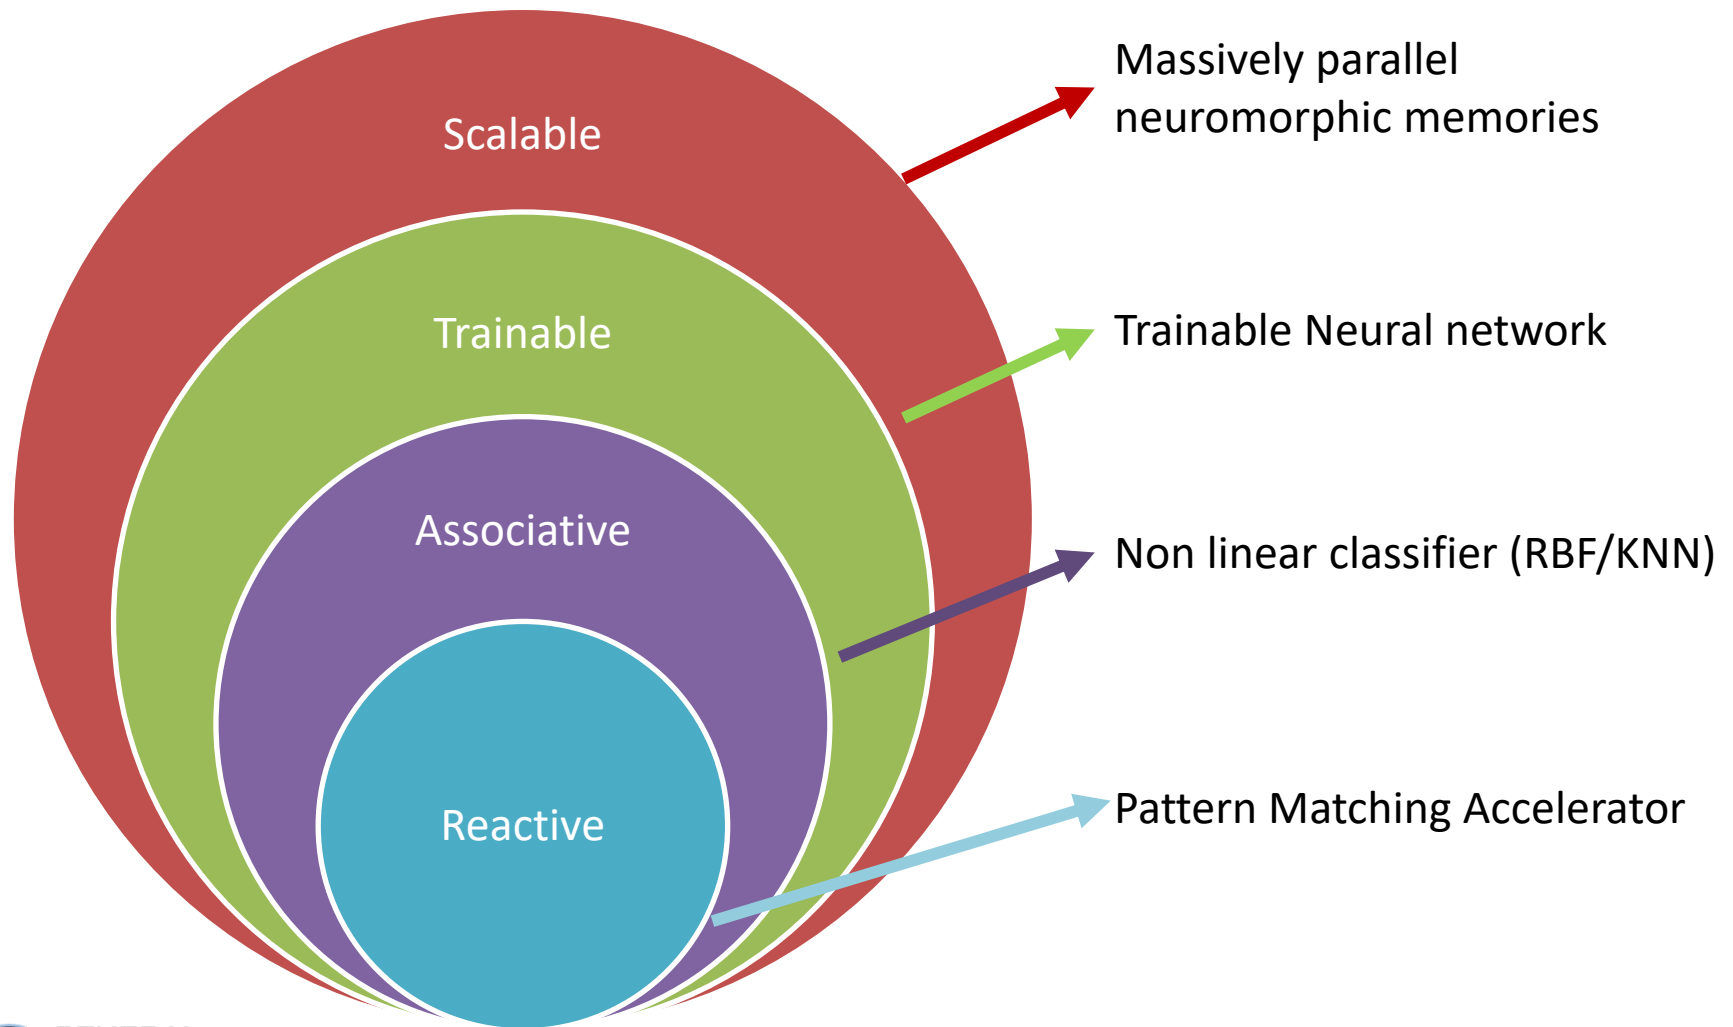 Massively parallel
neuromorphic memories
Scalable
Trainable
Trainable Neural network
Associative
Non linear classifier (RBF/KNN)
Reactive
Pattern Matching Accelerator